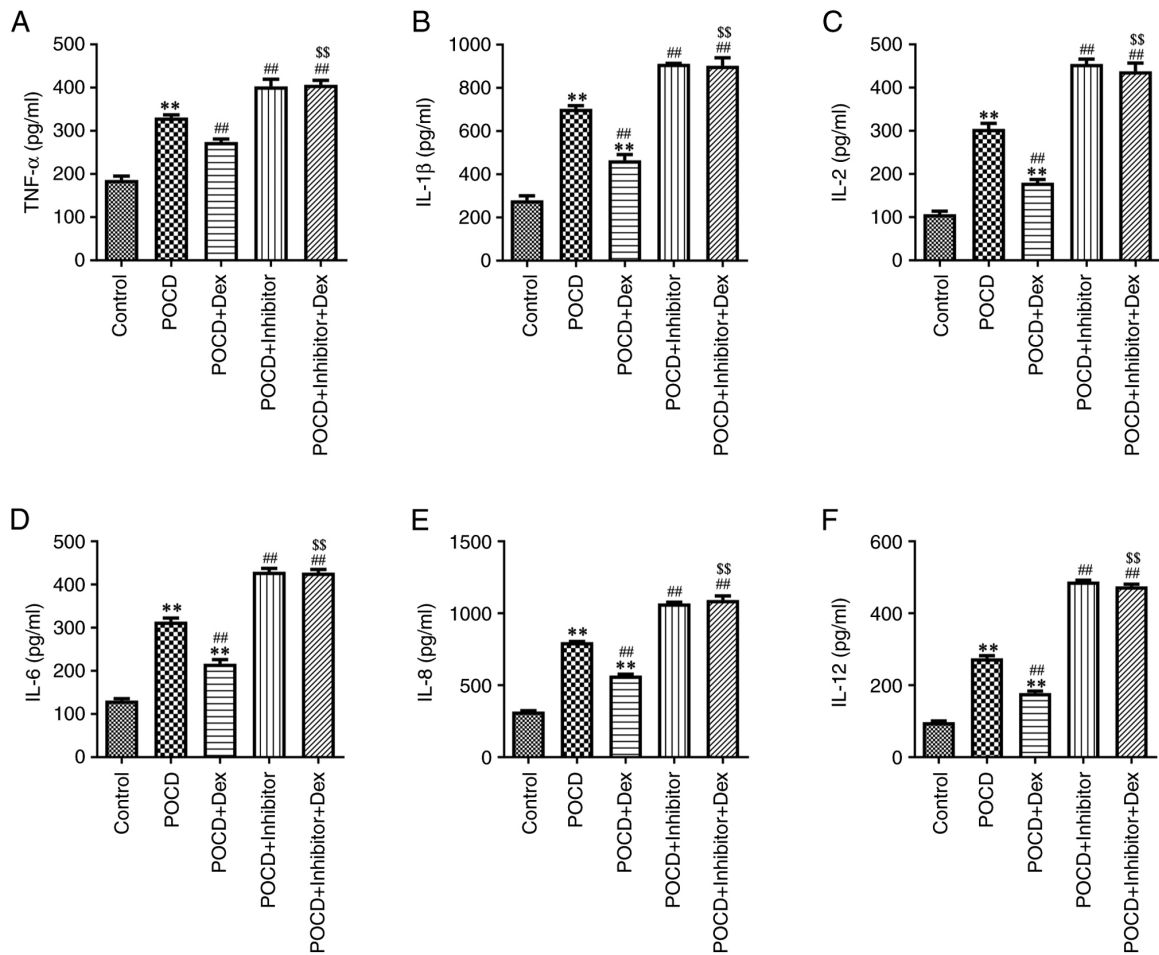 A
TNF-α (pg/ml)
500
400
300
200
100
0
**
##
##
$$
##
Control
POCD
POCD+Dex
POCD+Inhibitor
POCD+Inhibitor+Dex
B
IL-1β (pg/ml)
1000
800
600
400
200
0
**
##
**
##
$$
##
Control
POCD
POCD+Dex
POCD+Inhibitor
POCD+Inhibitor+Dex
C
IL-2 (pg/ml)
500
400
300
200
100
0
**
##
**
##
$$
##
Control
POCD
POCD+Dex
POCD+Inhibitor
POCD+Inhibitor+Dex
D
IL-6 (pg/ml)
500
400
300
200
100
0
**
##
**
##
$$
##
Control
POCD
POCD+Dex
POCD+Inhibitor
POCD+Inhibitor+Dex
E
IL-8 (pg/ml)
1500
1000
500
0
**
##
**
##
$$
##
Control
POCD
POCD+Dex
POCD+Inhibitor
POCD+Inhibitor+Dex
F
IL-12 (pg/ml)
600
400
200
0
**
##
**
##
$$
##
Control
POCD
POCD+Dex
POCD+Inhibitor
POCD+Inhibitor+Dex